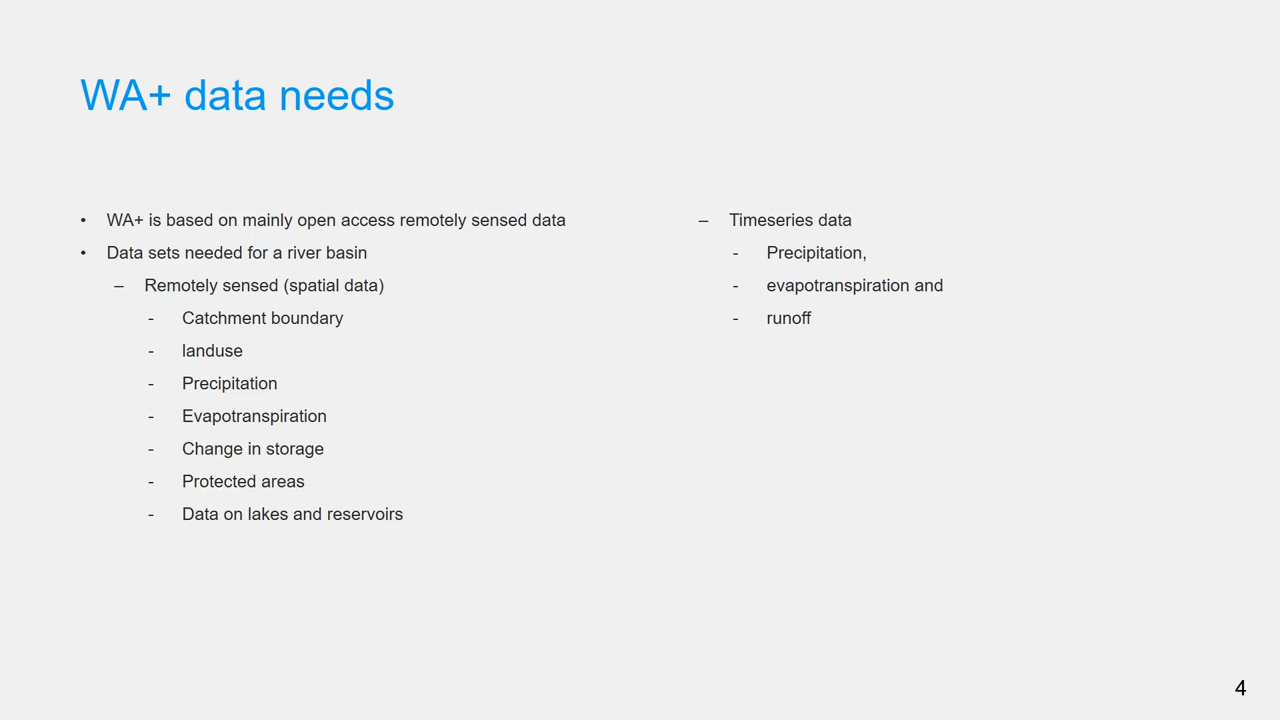 WA+ data needs
• WA+ is based on mainly open access remotely sensed data
• Data sets needed for a river basin
– Remotely sensed (spatial data)
- Catchment boundary
- landuse
- Precipitation
- Evapotranspiration
- Change in storage
- Protected areas
- Data on lakes and reservoirs
– Timeseries data
- Precipitation,
- evapotranspiration and
- runoff
4